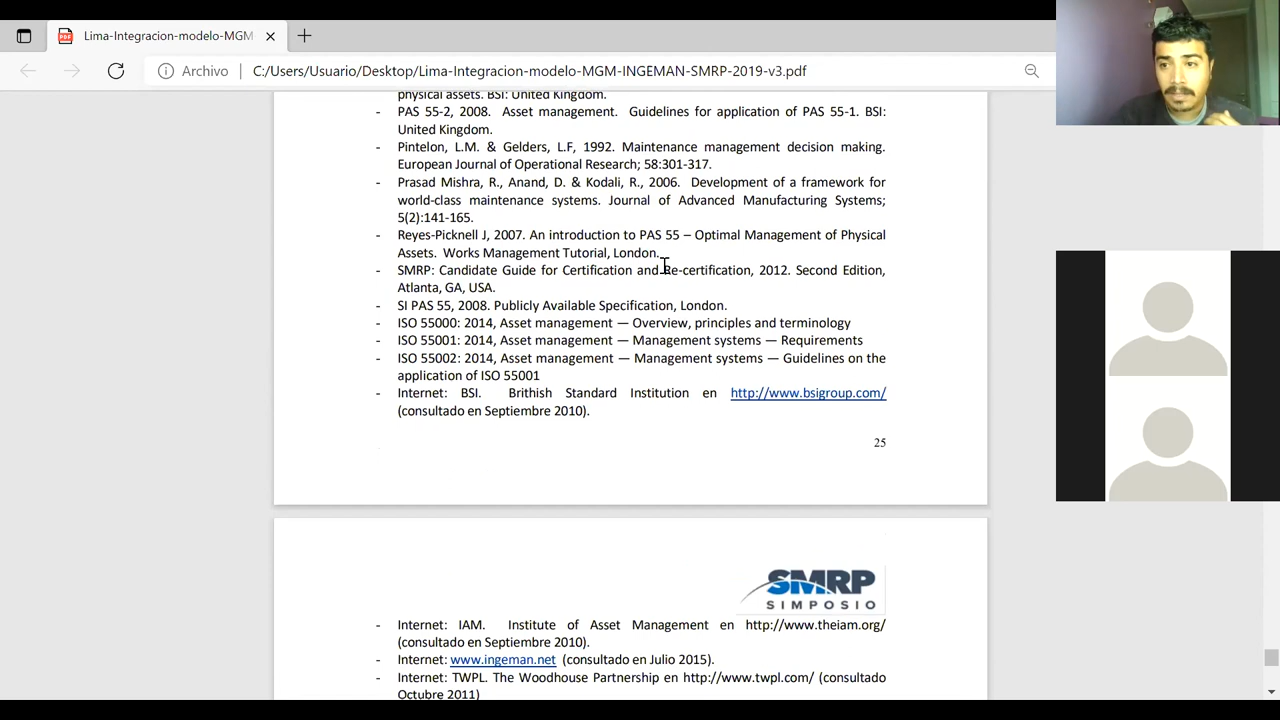 Lima-Integracion-modelo-MGM
Archivo
C:/Users/Usuario/Desktop/Lima-Integracion-modelo-MGM-INGEMAN-SMRP-2019-v3.pdf
physical assets. BSI: United Kingdom.
- PAS 55-2, 2008. Asset management. Guidelines for application of PAS 55-1. BSI:
United Kingdom.
- Pintelon, L.M. & Gelders, L.F, 1992. Maintenance management decision making.
European Journal of Operational Research; 58:301-317.
- Prasad Mishra, R., Anand, D. & Kodali, R., 2006. Development of a framework for
world-class maintenance systems. Journal of Advanced Manufacturing Systems;
5(2):141-165.
- Reyes-Picknell J, 2007. An introduction to PAS 55 – Optimal Management of Physical
Assets. Works Management Tutorial, London.
- SMRP: Candidate Guide for Certification and Re-certification, 2012. Second Edition,
Atlanta, GA, USA.
- SI PAS 55, 2008. Publicly Available Specification, London.
- ISO 55000: 2014, Asset management — Overview, principles and terminology
- ISO 55001: 2014, Asset management — Management systems — Requirements
- ISO 55002: 2014, Asset management — Management systems — Guidelines on the
application of ISO 55001
- Internet: BSI. Brithish Standard Institution en http://www.bsigroup.com/
(consultado en Septiembre 2010).
25
SMRP
SIMPOSIO
- Internet: IAM. Institute of Asset Management en http://www.theiam.org/
(consultado en Septiembre 2010).
- Internet: www.ingeman.net (consultado en Julio 2015).
- Internet: TWPL. The Woodhouse Partnership en http://www.twpl.com/ (consultado
Octubre 2011)